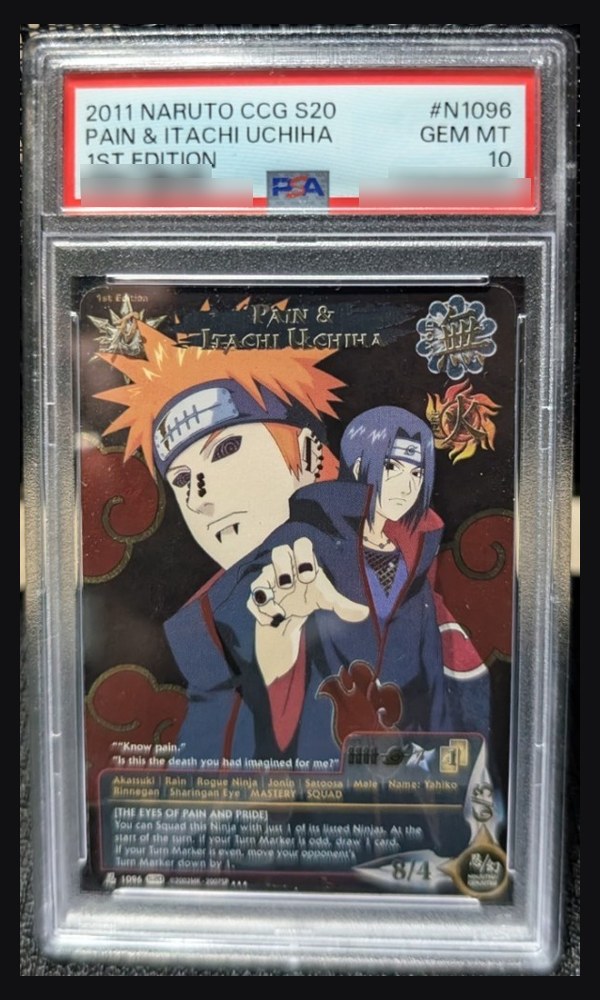 2011 NARUTO CCG S20 #N1096
PAIN & ITACHI UCHIHA GEM MT
1ST EDITION 10
PSA
1st Edition
PAIN &
ITACHI UCHIHA
無
火
""Know pain."
"Is this the death you had imagined for me?"
Akatsuki | Rain | Rogue Ninja | Jonin | Satoosa | Male | Name: Yahiko
Rinnegan | Sharingan Eye | MASTERY | SQUAD
[THE EYES OF PAIN AND PRIDE]
You can Squad this Ninja with just 1 of its listed Ninjas. At the
start of the turn, if your Turn Marker is odd, draw 1 card.
If your Turn Marker is even, move your opponent's
Turn Marker down by 1.
6/3
8/4
忍/幻
1096